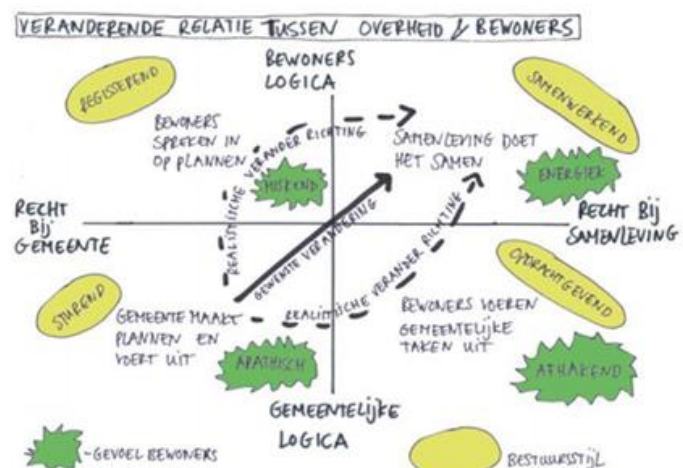 VERANDERENDE RELATIE TUSSEN OVERHEID & BEWONERS
BEWONERS
LOGICA
REGISSEREND
SAMENWERKEND
BEWONERS
SPREKEN IN
OP PLANNEN
SAMENLEVING DOET
HET SAMEN
MISKEND
ENERGIEK
REALISTISCHE VERANDER RICHTING
RECHT
BIJ
GEMEENTE
RECHT BIJ
SAMENLEVING
GEWENSTE VERANDERING
REALISTISCHE VERANDER RICHTING
STUREND
OPDRACHTGEVEND
GEMEENTE MAAKT
PLANNEN EN
VOERT UIT
BEWONERS VOEREN
GEMEENTELIJKE
TAKEN UIT
APATHISCH
AFHAKEND
GEMEENTELIJKE
LOGICA
-GEVOEL BEWONERS
BESTUURSSTIJL